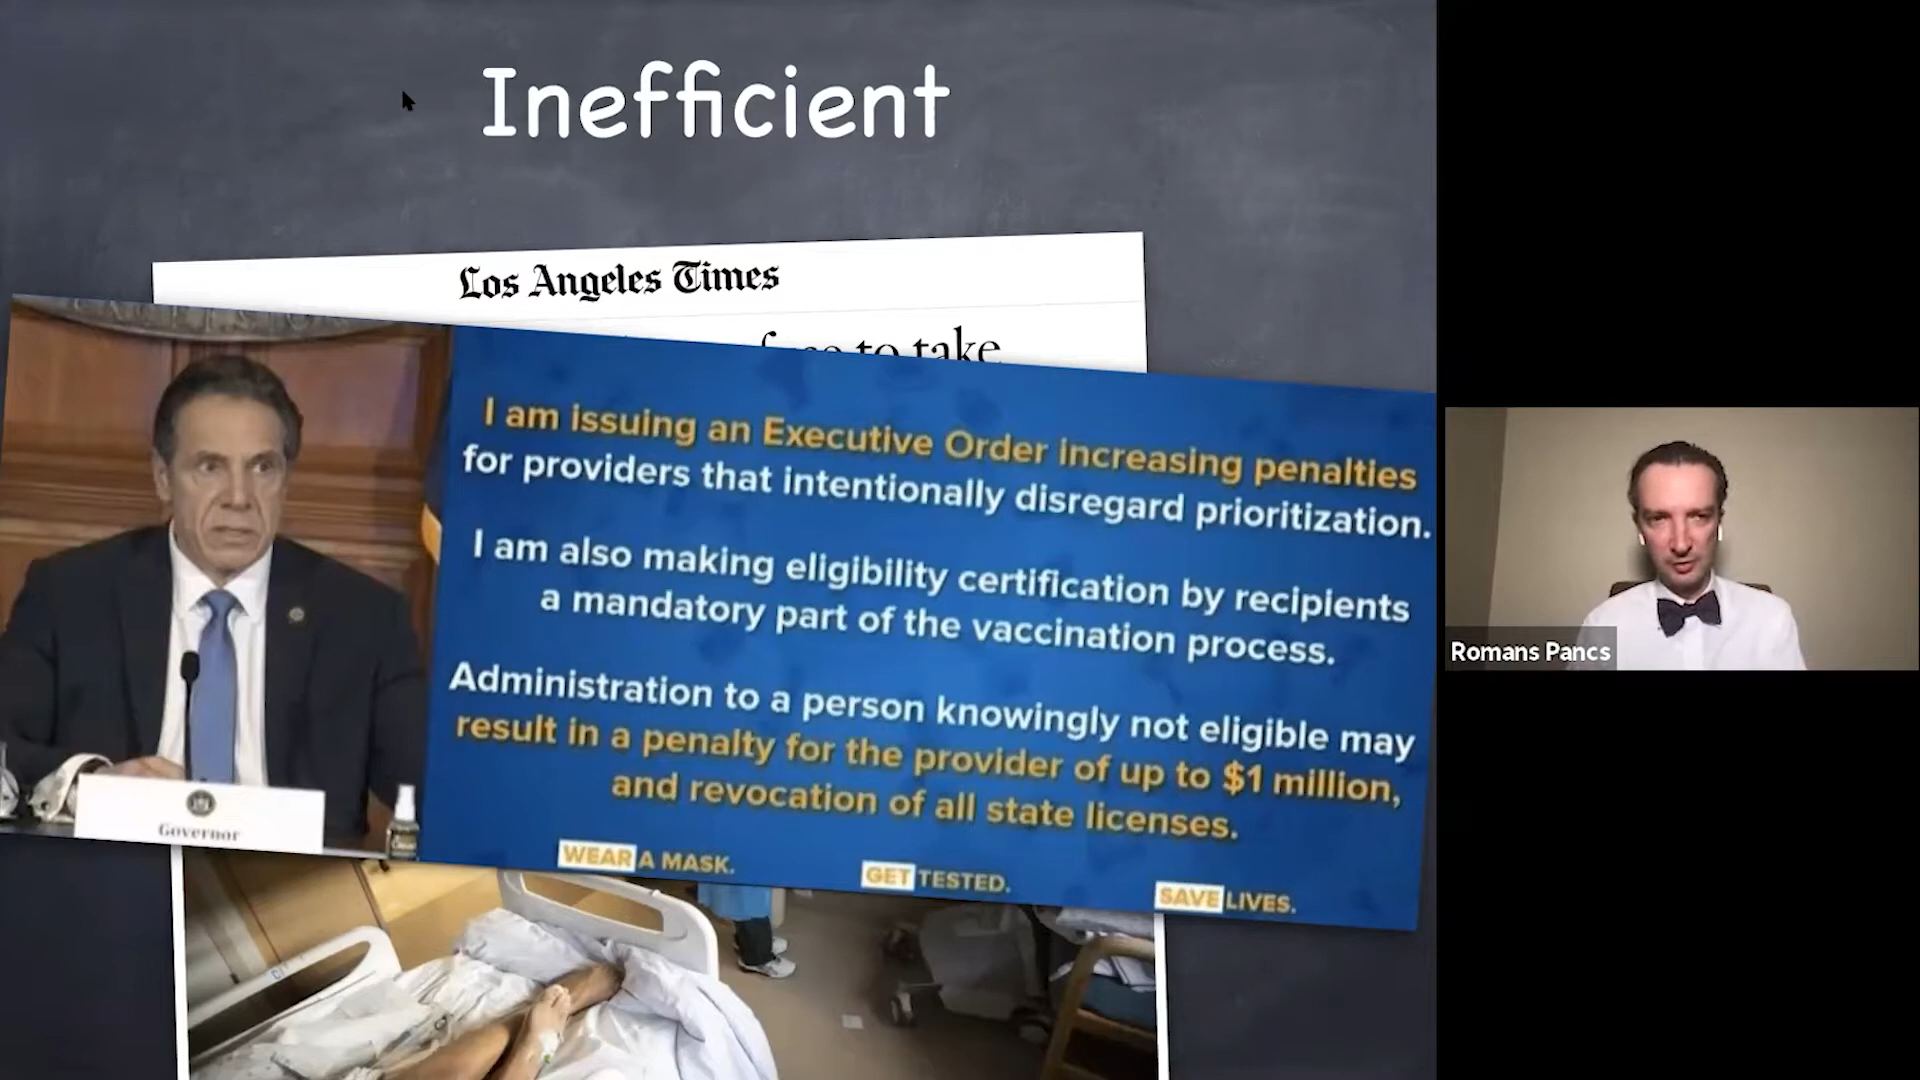 Inefficient
Los Angeles Times
to take
I am issuing an Executive Order increasing penalties
for providers that intentionally disregard prioritization.
I am also making eligibility certification by recipients
a mandatory part of the vaccination process.
Administration to a person knowingly not eligible may
result in a penalty for the provider of up to $1 million,
and revocation of all state licenses.
WEAR A MASK.
GET TESTED.
SAVE LIVES.
Governor
Romans Pancs